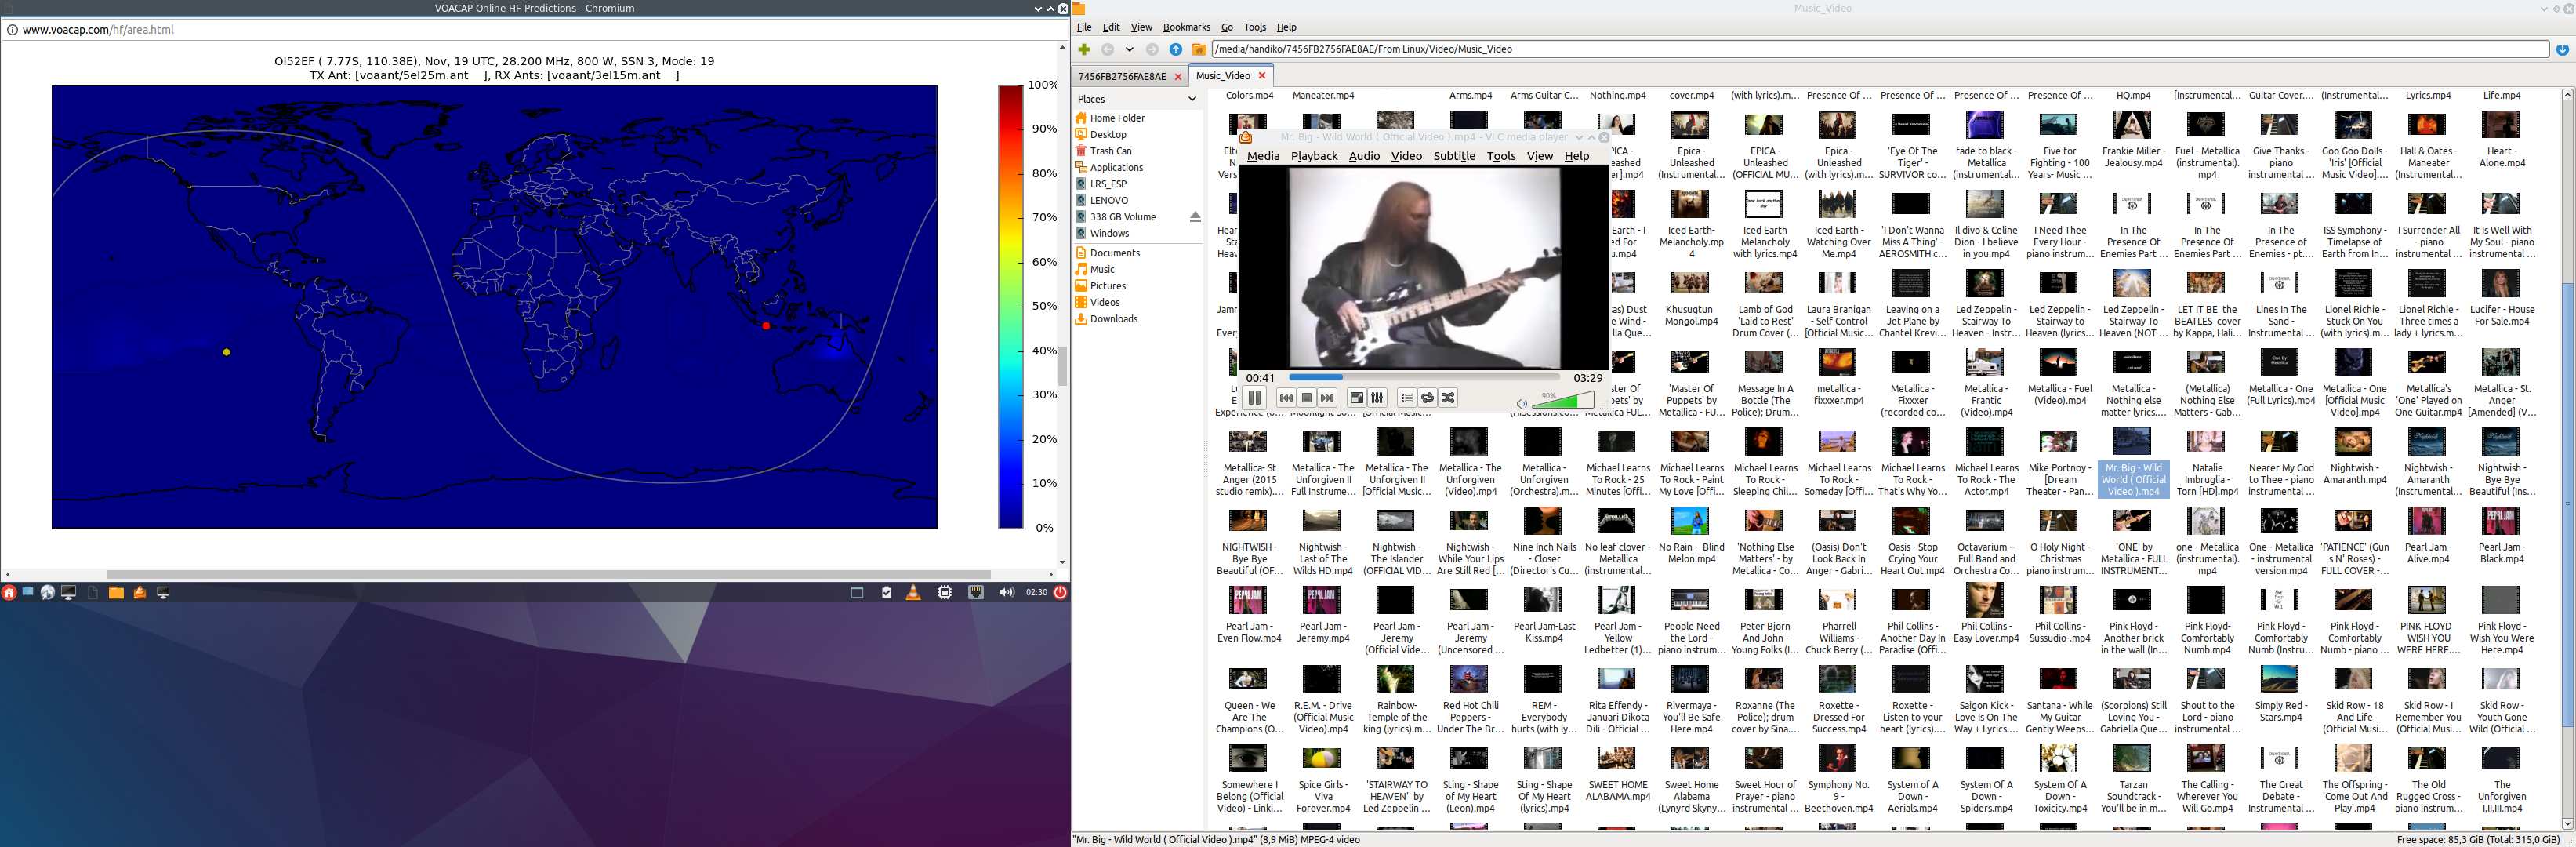 VOACAP Online HF Predictions - Chromium
www.voacap.com/hf/area.html
OI52EF ( 7.77S, 110.38E), Nov, 19 UTC, 28.200 MHz, 800 W, SSN 3, Mode: 19
TX Ant: [voaant/5el25m.ant ], RX Ants: [voaant/3el15m.ant ]
100%
90%
80%
70%
60%
50%
40%
30%
20%
10%
0%
02:30
Music_Video
File Edit View Bookmarks Go Tools Help
/media/handiko/7456FB2756FAE8AE/From Linux/Video/Music_Video
7456FB2756FAE8AE Music_Video
Places
Home Folder
Desktop
Trash Can
Applications
LRS_ESP
LENOVO
338 GB Volume
Windows
Documents
Music
Pictures
Videos
Downloads
Mr. Big - Wild World ( Official Video ).mp4 - VLC media player
Media Playback Audio Video Subtitle Tools View Help
00:41 03:29
90%
Colors.mp4 Maneater.mp4 Arms.mp4 Arms Guitar C... Nothing.mp4 cover.mp4 (with lyrics).m... Presence Of ... Presence Of ... Presence Of ... Presence Of ... HQ.mp4 [Instrumental... Guitar Cover.... (Instrumental... Lyrics.mp4 Life.mp4
Epica - EPICA - Epica - 'Eye Of The fade to black - Five for Frankie Miller - Fuel - Metallica Give Thanks - Goo Goo Dolls - Hall & Oates - Heart -
Unleashed Unleashed Unleashed Tiger' - Metallica Fighting - 100 Jealousy.mp4 (instrumental). piano 'Iris' [Official Maneater Alone.mp4
(Instrumental... (OFFICIAL MU... (with lyrics).m... SURVIVOR co... (instrumental... Years- Music ... mp4 instrumental ... Music Video].... (Instrumental...
Iced Earth- Iced Earth Iced Earth - 'I Don't Wanna Il divo & Celine I Need Thee In The In The In The ISS Symphony - I Surrender All It Is Well With
Melancholy.mp Melancholy Watching Over Miss A Thing' - Dion - I believe Every Hour - Presence Of Presence Of Presence of Timelapse of - piano My Soul - piano
4 with lyrics.mp4 Me.mp4 AEROSMITH c... in you.mp4 piano instrum... Enemies Part ... Enemies Part ... Enemies - pt.... Earth from In... instrumental ... instrumental ...
Khusugtun Lamb of God Laura Branigan Leaving on a Led Zeppelin - Led Zeppelin - Led Zeppelin - LET IT BE the Lines In The Lionel Richie - Lionel Richie - Lucifer - House
Mongol.mp4 'Laid to Rest' - Self Control Jet Plane by Stairway To Stairway to Stairway To BEATLES cover Sand - Stuck On You Three times a For Sale.mp4
Drum Cover (... [Official Music... Chantel Krevi... Heaven - Instr... Heaven (lyrics... Heaven (NOT ... by Kappa, Hali... Instrumental ... (with lyrics).m... lady + lyrics.m...
'Master Of Message In A metallica - Metallica - Metallica - Metallica - Fuel Metallica - (Metallica) Metallica - One Metallica - One Metallica's Metallica - St.
Puppets' by Bottle (The fixxxer.mp4 Fixxxer Frantic (Video).mp4 Nothing else Nothing Else (Full Lyrics).mp4 [Official Music 'One' Played on Anger
Metallica - FU... Police); Drum... (recorded co... (Video).mp4 matter lyrics.... Matters - Gab... Video].mp4 One Guitar.mp4 [Amended] (V...
Metallica- St Metallica - The Metallica - The Metallica - The Metallica - Michael Learns Michael Learns Michael Learns Michael Learns Michael Learns Michael Learns Mike Portnoy - Mr. Big - Wild Natalie Nearer My God Nightwish - Nightwish - Nightwish -
Anger (2015 Unforgiven II Unforgiven II Unforgiven Unforgiven To Rock - 25 To Rock - Paint To Rock - To Rock - To Rock - To Rock - The [Dream World ( Official Imbruglia - to Thee - piano Amaranth.mp4 Amaranth Bye Bye
studio remix).... Full Instrume... [Official Music... (Video).mp4 (Orchestra).m... Minutes [Offi... My Love [Offi... Sleeping Chil... Someday [Offi... That's Why Yo... Actor.mp4 Theater - Pan... Video ).mp4 Torn [HD].mp4 instrumental ... (Instrumental... Beautiful (Ins...
NIGHTWISH - Nightwish - Nightwish - Nightwish - Nine Inch Nails No leaf clover - No Rain - Blind 'Nothing Else (Oasis) Don't Oasis - Stop Octavarium -- O Holy Night - 'ONE' by one - Metallica One - Metallica 'PATIENCE' (Gun Pearl Jam - Pearl Jam -
Bye Bye Last of The The Islander While Your Lips - Closer Metallica Melon.mp4 Matters' - by Look Back In Crying Your Full Band and Christmas Metallica - FULL (instrumental). - instrumental s N' Roses) - Alive.mp4 Black.mp4
Beautiful (OF... Wilds HD.mp4 (OFFICIAL VID... Are Still Red [... (Director's Cu... (instrumental... Metallica - Co... Anger - Gabri... Heart Out.mp4 Orchestra Co... piano instrum... INSTRUMENT... mp4 version.mp4 FULL COVER -...
Pearl Jam - Pearl Jam - Pearl Jam - Pearl Jam - Pearl Jam-Last Pearl Jam - People Need Peter Bjorn Pharrell Phil Collins - Phil Collins - Phil Collins - Pink Floyd - Pink Floyd- Pink Floyd - Pink Floyd - PINK FLOYD Pink Floyd -
Even Flow.mp4 Jeremy.mp4 Jeremy Jeremy Kiss.mp4 Yellow the Lord - And John - Williams - Another Day In Easy Lover.mp4 Sussudio-.mp4 Another brick Comfortably Comfortably Comfortably WISH YOU Wish You Were
(Official Vide... (Uncensored ... Ledbetter (1)... piano instrum... Young Folks (I... Chuck Berry (... Paradise (Offi... in the wall (In... Numb.mp4 Numb (Instru... Numb - piano ... WERE HERE.... Here.mp4
Queen - We R.E.M. - Drive Rainbow- Red Hot Chili REM - Rita Effendy - Rivermaya - Roxanne (The Roxette - Roxette - Saigon Kick - Santana - While (Scorpions) Still Shout to the Simply Red - Skid Row - 18 Skid Row - I Skid Row -
Are The (Official Music Temple of the Peppers - Everybody Januari Dikota You'll Be Safe Police); drum Dressed For Listen to your Love Is On The My Guitar Loving You - Lord - piano Stars.mp4 And Life Remember You Youth Gone
Champions (O... Video).mp4 king (lyrics).m... Under The Br... hurts (with ly... Dili - Official ... Here.mp4 cover by Sina.... Success.mp4 heart (lyrics)... Way + Lyrics.... Gently Weeps... Gabriella Que... instrumental ... (Official Musi... (Official Musi... Wild (Official ...
Somewhere I Spice Girls - 'STAIRWAY TO Sting - Shape Sting - Shape SWEET HOME Sweet Home Sweet Hour of Symphony No. System of A System Of A System Of A Tarzan The Calling - The Great The Offspring - The Old The
Belong (Official Viva HEAVEN' by of My Heart Of My Heart ALABAMA.mp4 Alabama Prayer - piano 9 - Down - Down - Down - Soundtrack - Wherever You Debate - 'Come Out And Rugged Cross - Unforgiven
Video) - Linki... Forever.mp4 Led Zeppelin ... (Leon).mp4 (lyrics).mp4 (Lynyrd Skyny... instrumental ... Beethoven.mp4 Aerials.mp4 Spiders.mp4 Toxicity.mp4 You'll be in m... Will Go.mp4 Instrumental ... Play'.mp4 piano instrum... I,II,III.mp4
"Mr. Big - Wild World ( Official Video ).mp4" (8,9 MiB) MPEG-4 video Free space: 85,3 GiB (Total: 315,0 GiB)